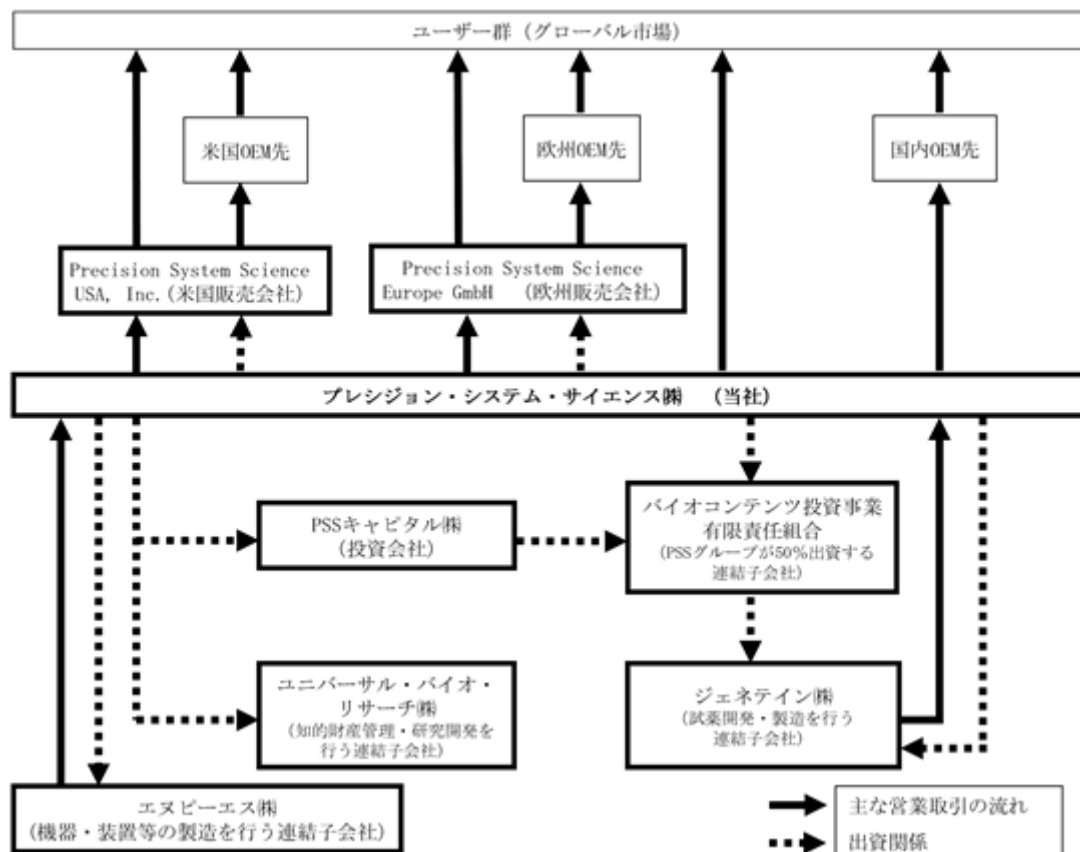 ユーザー群（グローバル市場）
米国OEM先
欧州OEM先
国内OEM先
Precision System Science
USA, Inc.（米国販売会社）
Precision System Science
Europe GmbH （欧州販売会社）
プレシジョン・システム・サイエンス㈱ （当社）
PSSキャピタル㈱
（投資会社）
バイオコンテンツ投資事業
有限責任組合
（PSSグループが50％出資する
連結子会社）
ユニバーサル・バイオ・
リサーチ㈱
（知的財産管理・研究開発を
行う連結子会社）
ジェネテイン㈱
（試薬開発・製造を行う
連結子会社）
エヌピーエス㈱
（機器・装置等の製造を行う連結子会社）
主な営業取引の流れ
出資関係